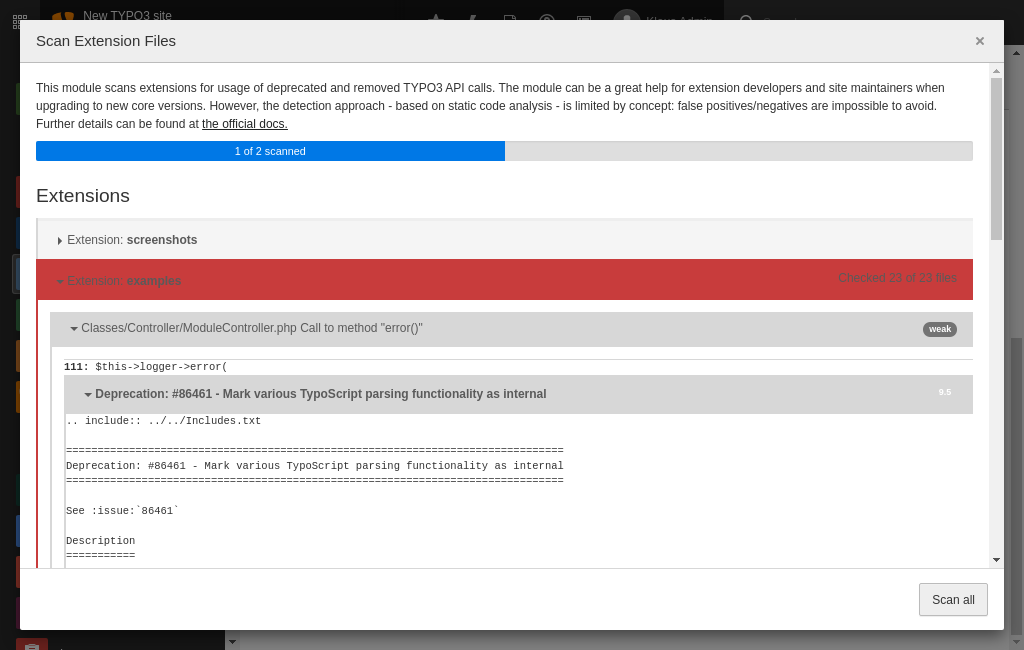 New TYPO3 site
Klaus Admin
Scan Extension Files
×
This module scans extensions for usage of deprecated and removed TYPO3 API calls. The module can be a great help for extension developers and site maintainers when
upgrading to new core versions. However, the detection approach - based on static code analysis - is limited by concept: false positives/negatives are impossible to avoid.
Further details can be found at the official docs.
1 of 2 scanned
Extensions
Extension: screenshots
Extension: examples
Checked 23 of 23 files
Classes/Controller/ModuleController.php Call to method "error()"
weak
111: $this->logger->error(
Deprecation: #86461 - Mark various TypoScript parsing functionality as internal
9.5
.. include:: ../../Includes.txt
===============================================================================
Deprecation: #86461 - Mark various TypoScript parsing functionality as internal
===============================================================================
See :issue:`86461`
Description
===========
Scan all